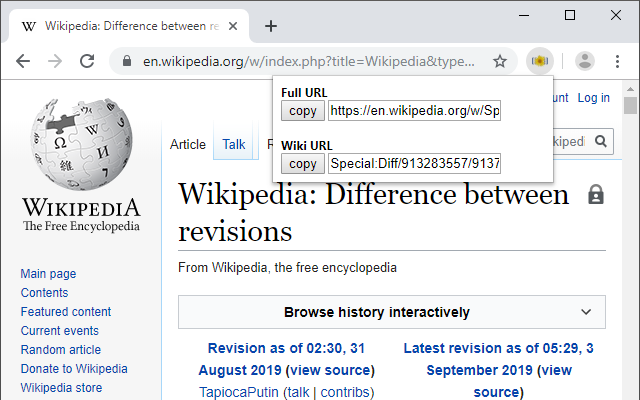 W Wikipedia: Difference between re
en.wikipedia.org/w/index.php?title=Wikipedia&type...
Full URL
copy https://en.wikipedia.org/w/Sp
Wiki URL
copy Special:Diff/913283557/9137
Log in
WIKIPEDIA
The Free Encyclopedia
Article Talk
Wikipedia: Difference between
revisions
From Wikipedia, the free encyclopedia
Browse history interactively
Main page
Contents
Featured content
Current events
Random article
Donate to Wikipedia
Wikipedia store
Revision as of 02:30, 31
August 2019 (view source)
TapiocaPutin (talk | contribs)
Latest revision as of 05:29, 3
September 2019 (view
source)